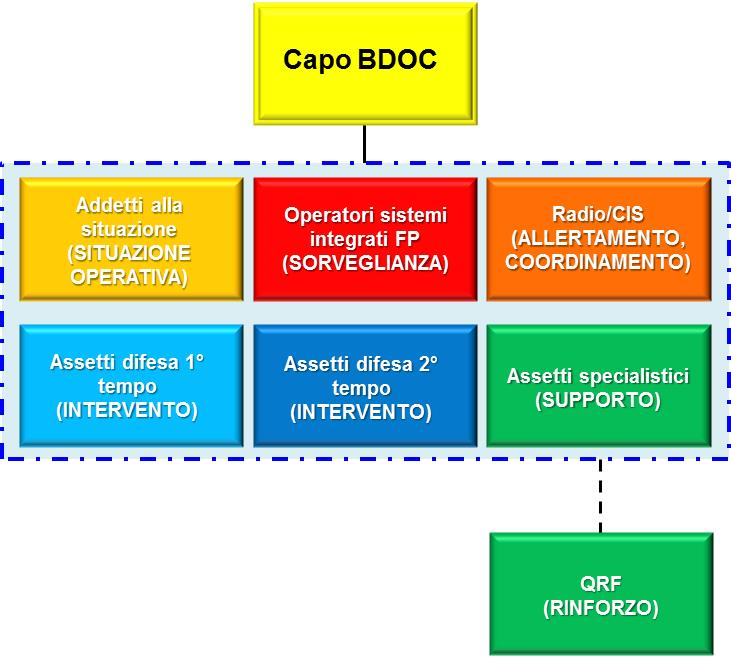 Capo BDOC
Addetti alla
situazione
(SITUAZIONE
OPERATIVA)
Operatori sistemi
integrati FP
(SORVEGLIANZA)
Radio/CIS
(ALLERTAMENTO,
COORDINAMENTO)
Assetti difesa 1°
tempo
(INTERVENTO)
Assetti difesa 2°
tempo
(INTERVENTO)
Assetti specialistici
(SUPPORTO)
QRF
(RINFORZO)